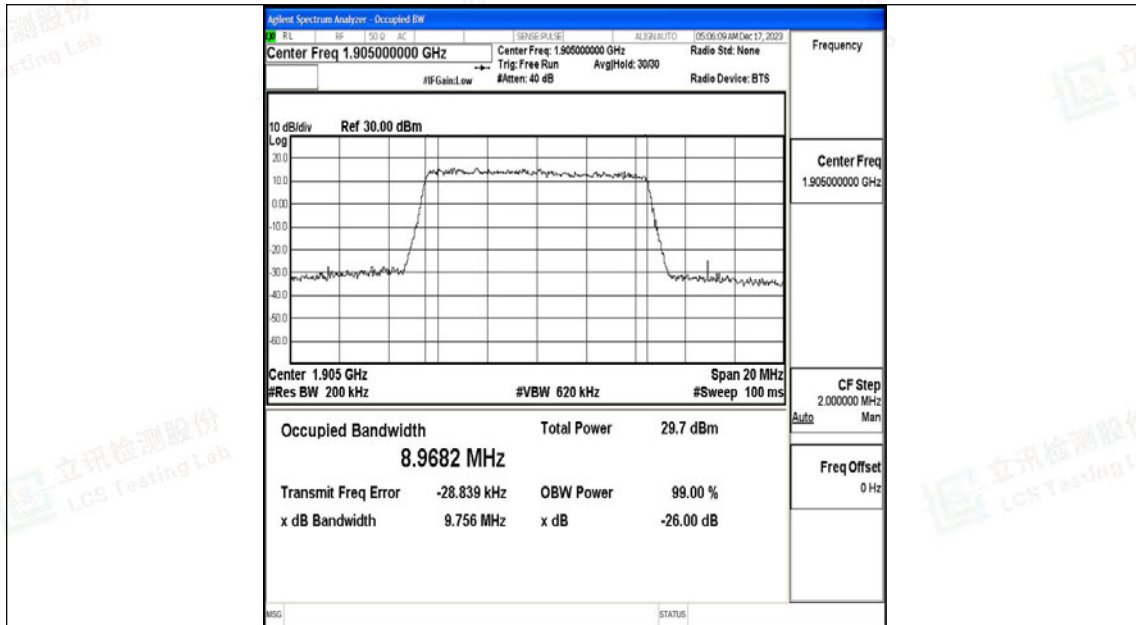 Agilent Spectrum Analyzer - Occupied BW
RL RF 50 Ω AC SENSE:PULSE ALIGNAUTO 05:06:09 AM Dec 17, 2023
Center Freq 1.905000000 GHz
Center Freq: 1.905000000 GHz
Radio Std: None
Trig: Free Run Avg|Hold: 30/30
#IFGain:Low
#Atten: 40 dB
Radio Device: BTS
10 dB/div Ref 30.00 dBm
Log
20.0
10.0
0.00
-10.0
-20.0
-30.0
-40.0
-50.0
-60.0
Center 1.905 GHz
Span 20 MHz
#Res BW 200 kHz
#VBW 620 kHz
#Sweep 100 ms
Occupied Bandwidth
Total Power 29.7 dBm
8.9682 MHz
Transmit Freq Error -28.839 kHz
OBW Power 99.00 %
x dB Bandwidth 9.756 MHz
x dB -26.00 dB
MSG
STATUS
Frequency
Center Freq
1.905000000 GHz
CF Step
2.000000 MHz
Auto Man
Freq Offset
0 Hz
立讯检测股份
LCS Testing Lab
立讯检测股份
LCS Testing L